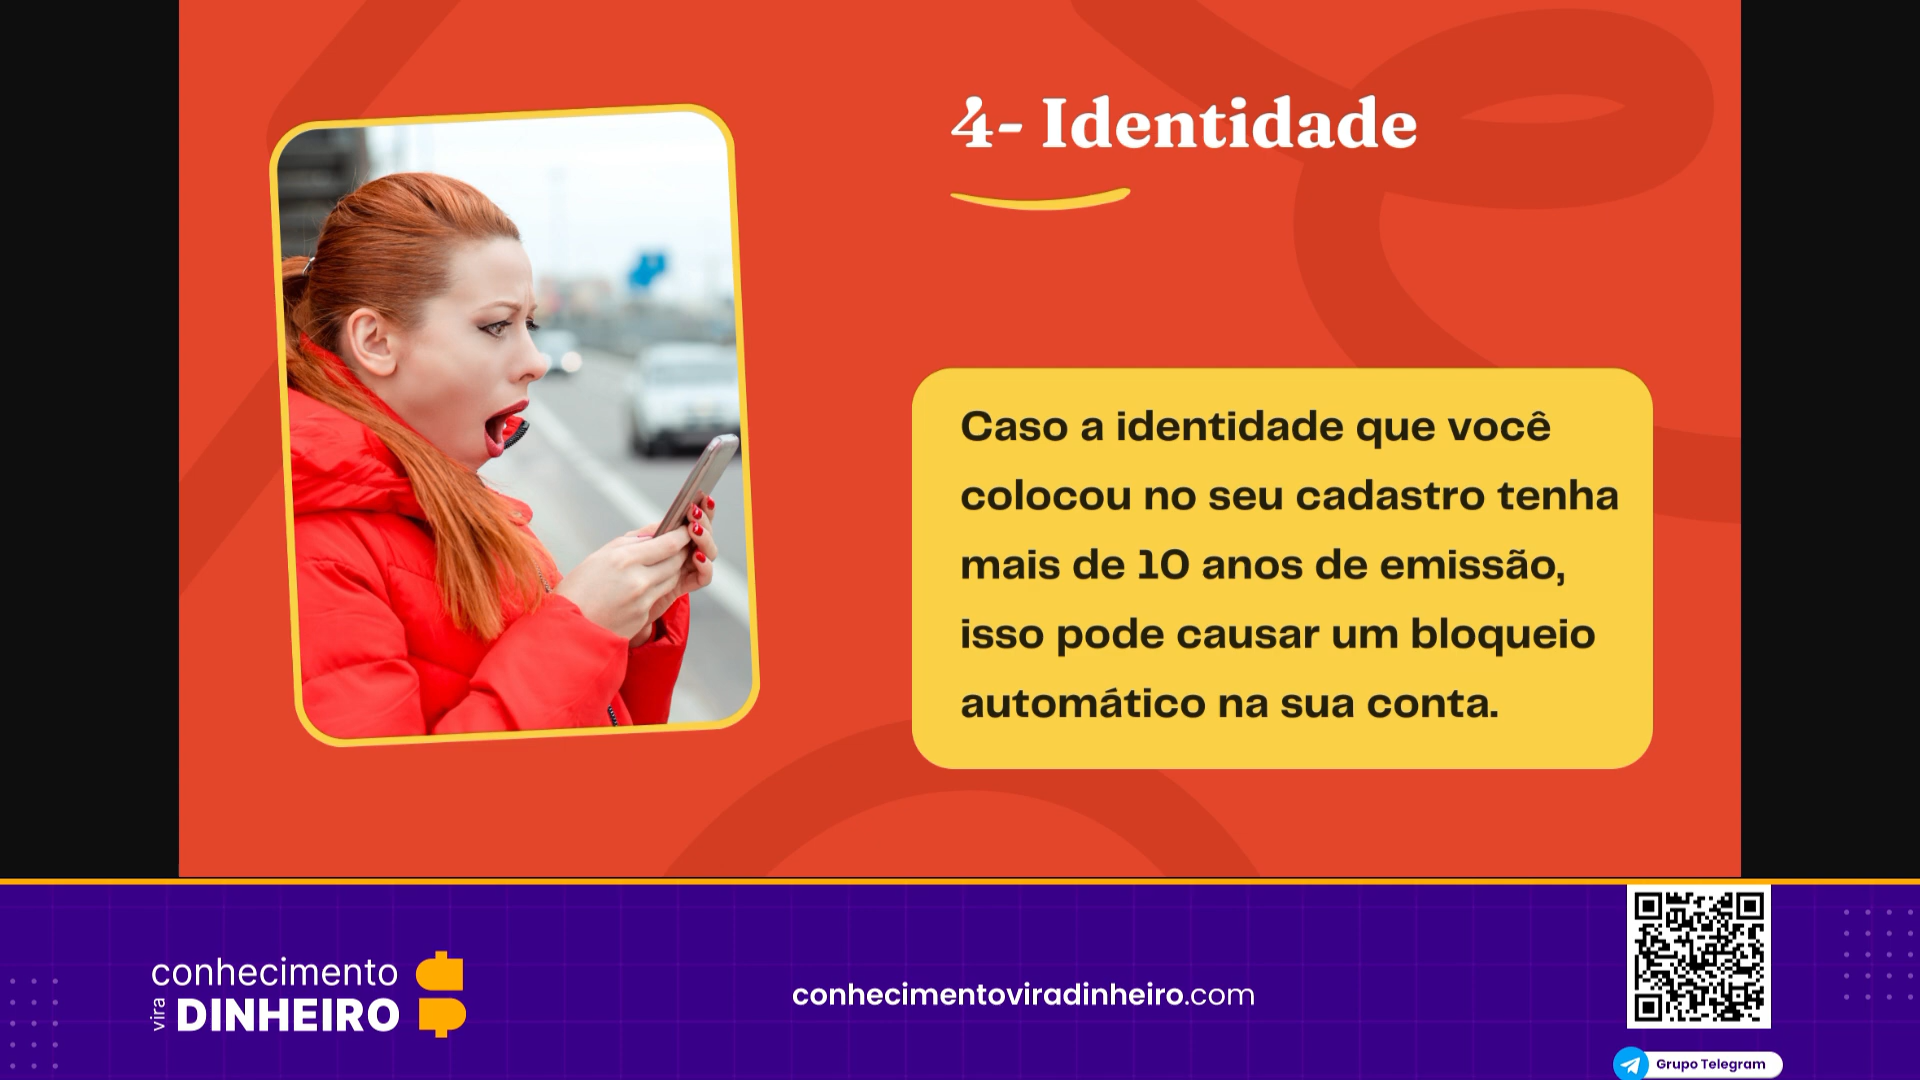 4- Identidade
Caso a identidade que você
colocou no seu cadastro tenha
mais de 10 anos de emissão,
isso pode causar um bloqueio
automático na sua conta.
conhecimento
vira
DINHEIRO
conhecimentoviradinheiro.com
Grupo Telegram